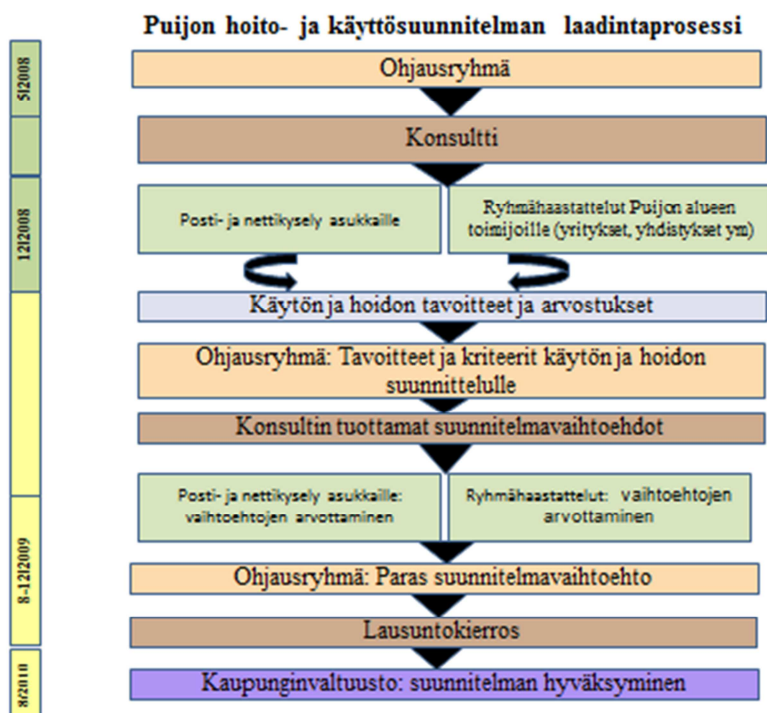 Puijon hoito- ja käyttösuunnitelman laadintaprosessi
5/2008
Ohjausryhmä
Konsultti
12/2008
Posti- ja nettikysely asukkaille
Ryhmähaastattelut Puijon alueen
toimijoille (yritykset, yhdistykset ym)
Käytön ja hoidon tavoitteet ja arvostukset
Ohjausryhmä: Tavoitteet ja kriteerit käytön ja hoidon
suunnittelulle
Konsultin tuottamat suunnitelmavaihtoehdot
Posti- ja nettikysely asukkaille:
vaihtoehtojen arvottaminen
Ryhmähaastattelut: vaihtoehtojen
arvottaminen
8-12/2009
Ohjausryhmä: Paras suunnitelmavaihtoehto
Lausuntokierros
8/2010
Kaupunginvaltuusto: suunnitelman hyväksyminen